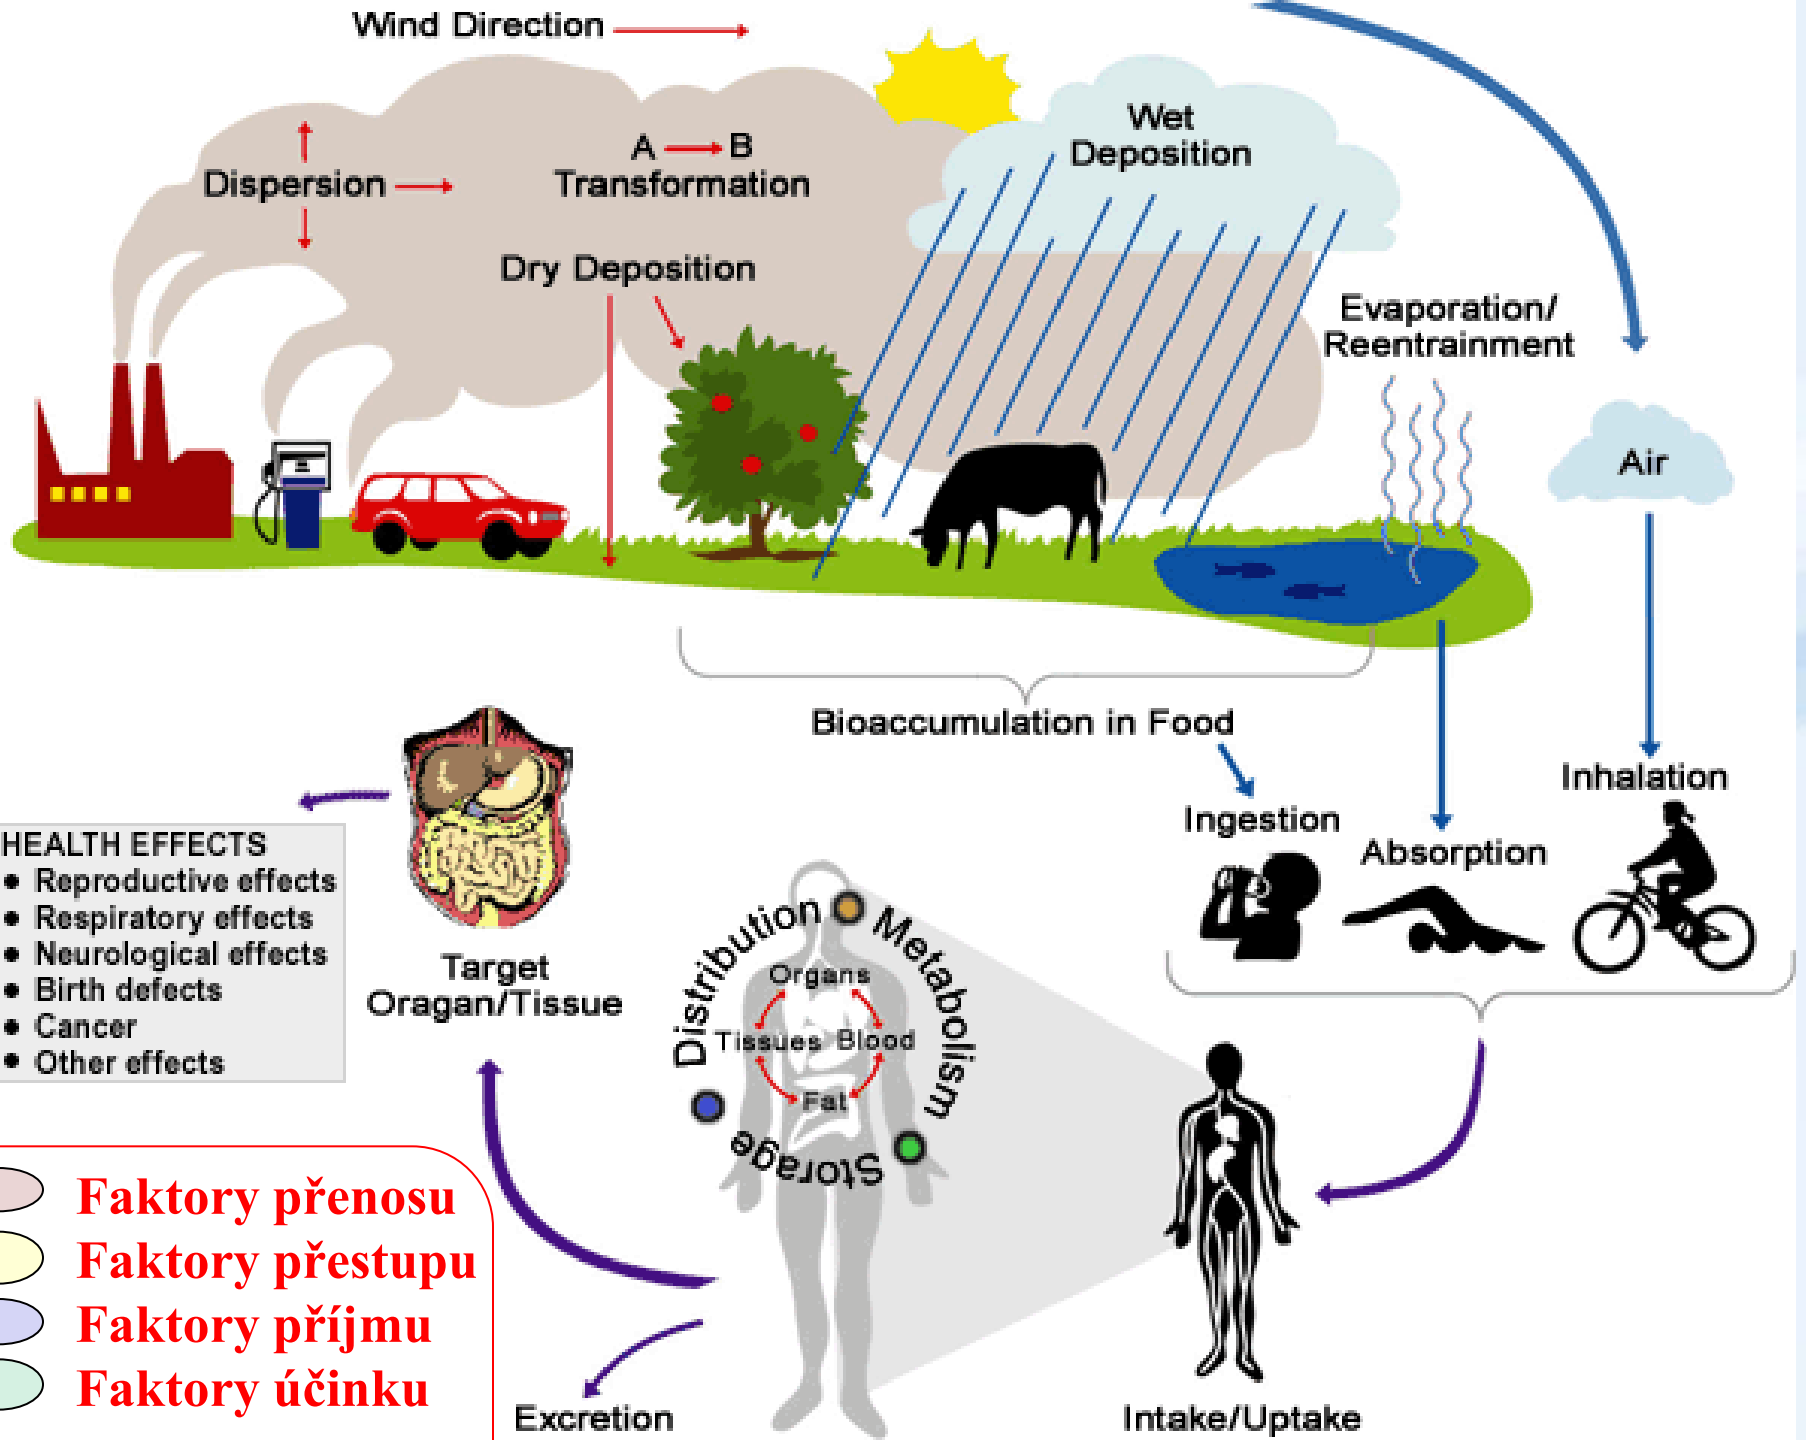 Wind Direction
Wet
Deposition
A B
Transformation
Dispersion
Dry Deposition
Evaporation/
Reentrainment
Air
Bioaccumulation in Food
Inhalation
Ingestion
Absorption
HEALTH EFFECTS
Reproductive effects
Respiratory effects
Neurological effects
Birth defects
Cancer
Other effects
Target
Oragan/Tissue
Distribution
Metabolism
Storage
Organs
Tissues Blood
Fat
Faktory přenosu
Faktory přestupu
Faktory příjmu
Faktory účinku
Excretion
Intake/Uptake